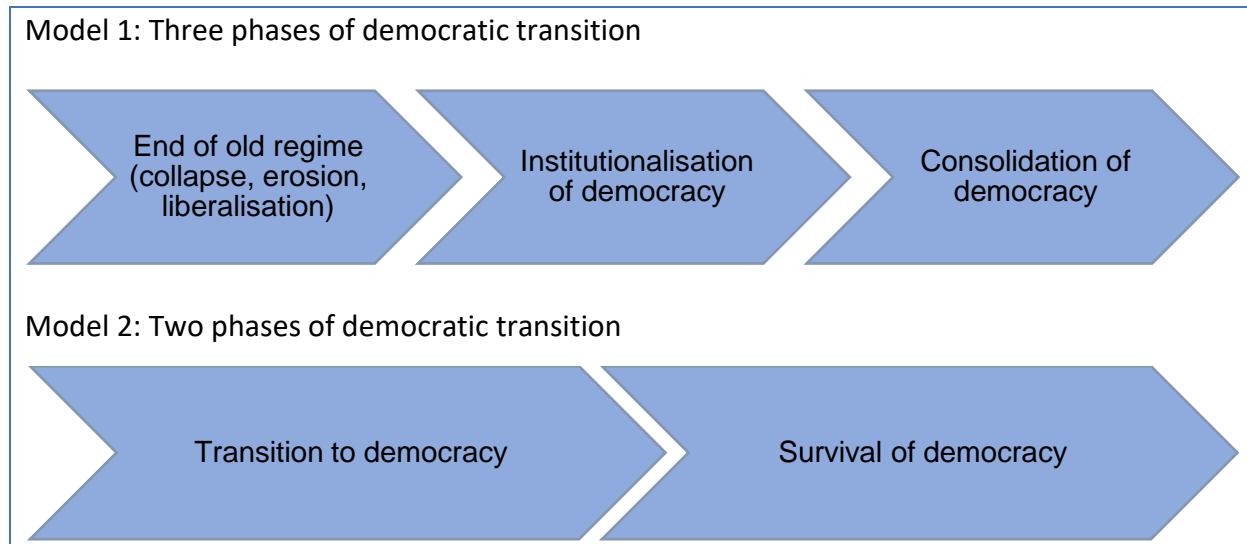 Model 1: Three phases of democratic transition
End of old regime
(collapse, erosion,
liberalisation)
Institutionalisation
of democracy
Consolidation of
democracy
Model 2: Two phases of democratic transition
Transition to democracy
Survival of democracy